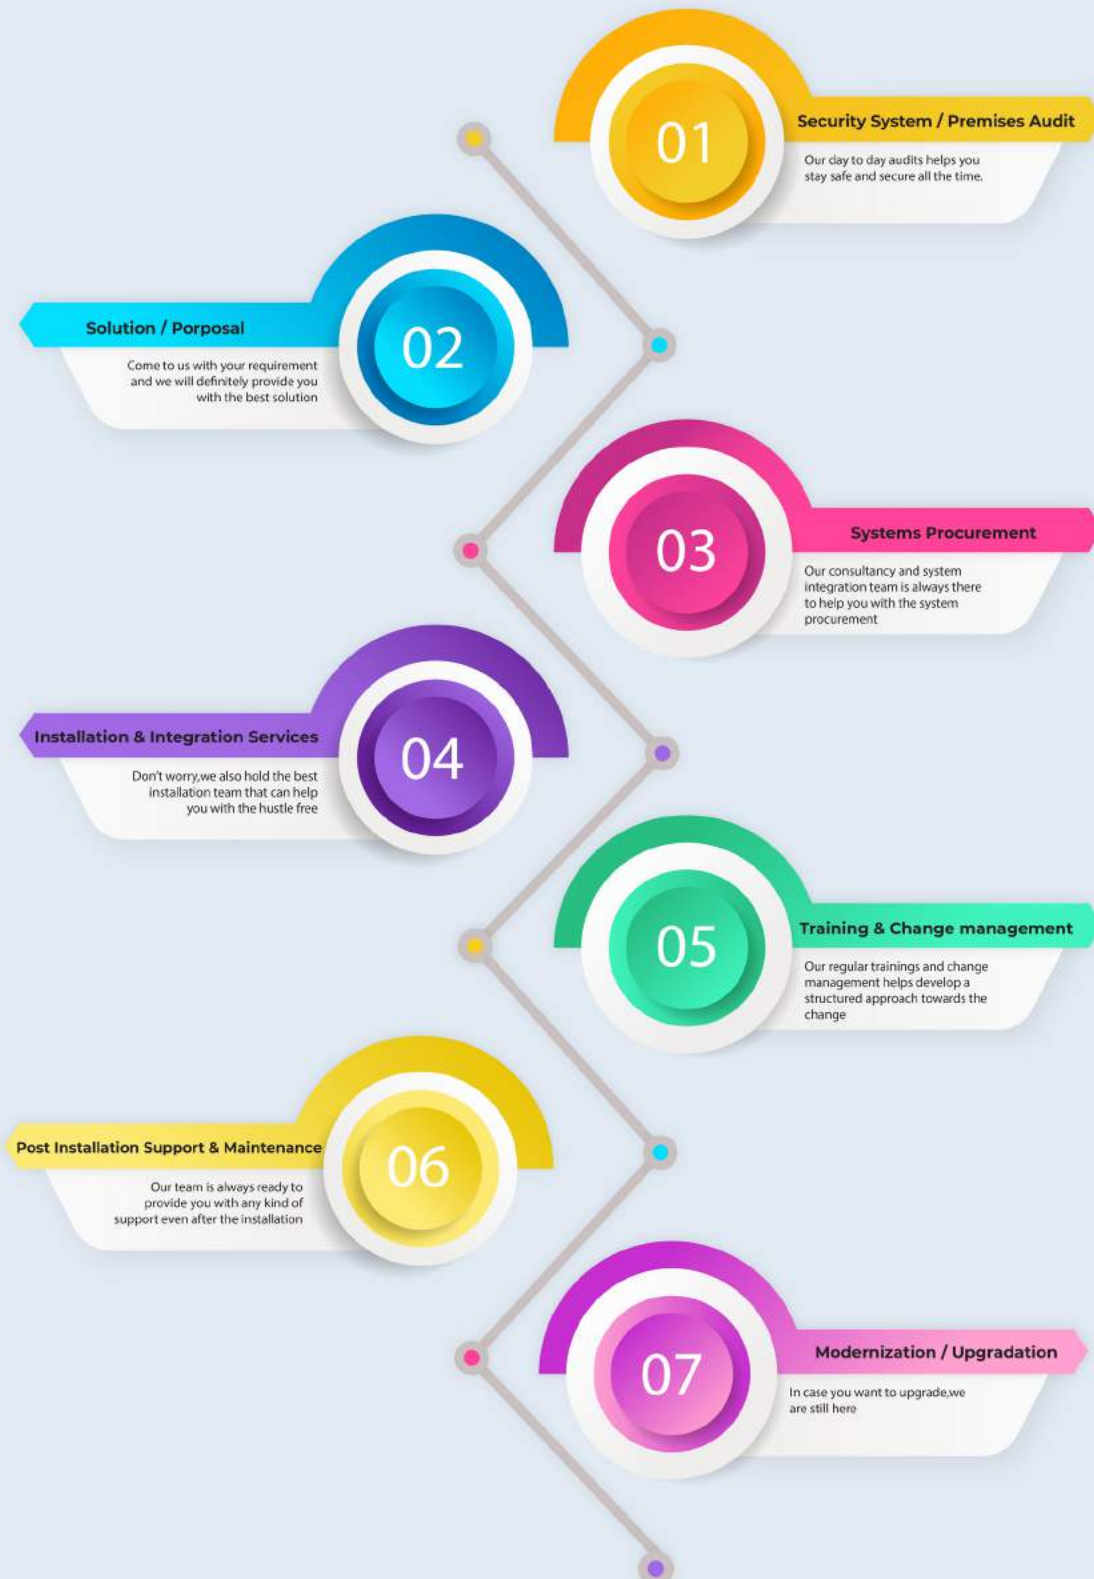 01
Security System / Premises Audit
Our day to day audits helps you
stay safe and secure all the time.
02
Solution / Porposal
Come to us with your requirement
and we will definitely provide you
with the best solution
03
Systems Procurement
Our consultancy and system
integration team is always there
to help you with the system
procurement
04
Installation & Integration Services
Don't worry,we also hold the best
installation team that can help
you with the hustle free
05
Training & Change management
Our regular trainings and change
management helps develop a
structured approach towards the
change
06
Post Installation Support & Maintenance
Our team is always ready to
provide you with any kind of
support even after the installation
07
Modernization / Upgradation
In case you want to upgrade,we
are still here